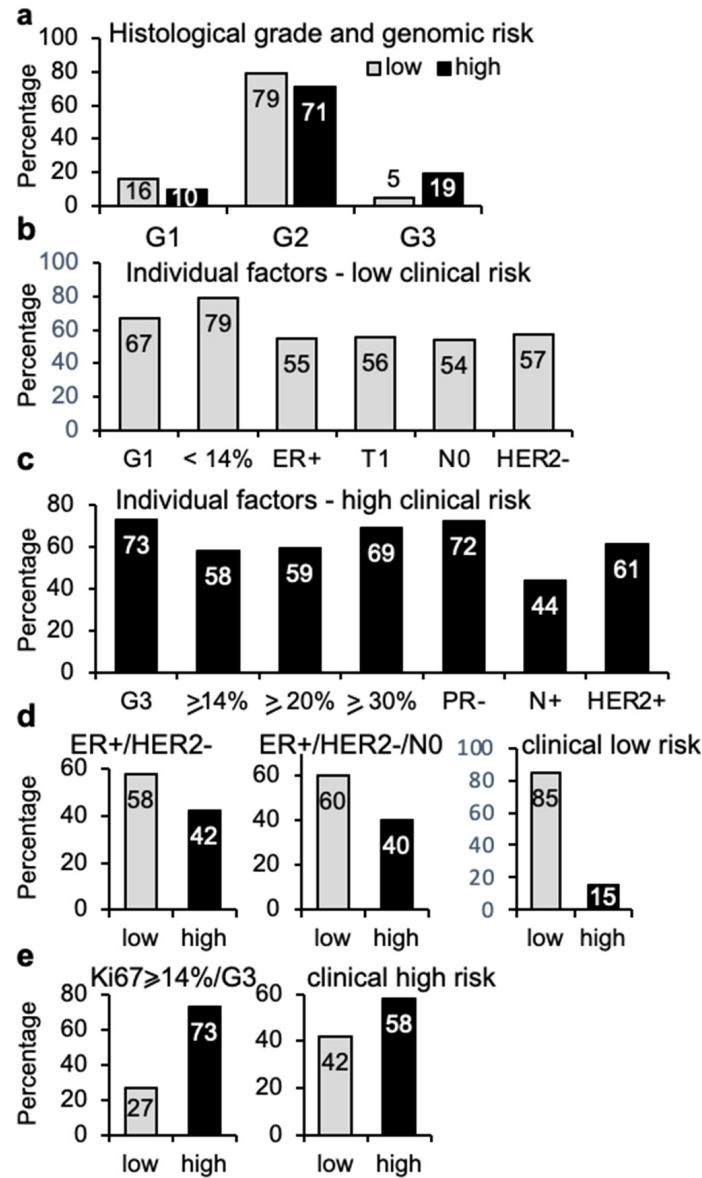 a
Histological grade and genomic risk
low high
Percentage
100
80
60
40
20
0
16 10 79 71 5 19
G1 G2 G3
b
Individual factors - low clinical risk
Percentage
100
80
60
40
20
0
67 79 55 56 54 57
G1 < 14% ER+ T1 N0 HER2-
c
Individual factors - high clinical risk
Percentage
80
60
40
20
0
73 58 59 69 72 44 61
G3 ⩾14% ⩾ 20% ⩾ 30% PR- N+ HER2+
d
ER+/HER2-
Percentage
60
40
20
0
58 42
low high
ER+/HER2-/N0
60
40
20
0
60 40
low high
clinical low risk
100
80
60
40
20
0
85 15
low high
e
Ki67⩾14%/G3
Percentage
80
60
40
20
0
27 73
low high
clinical high risk
60
40
20
0
42 58
low high